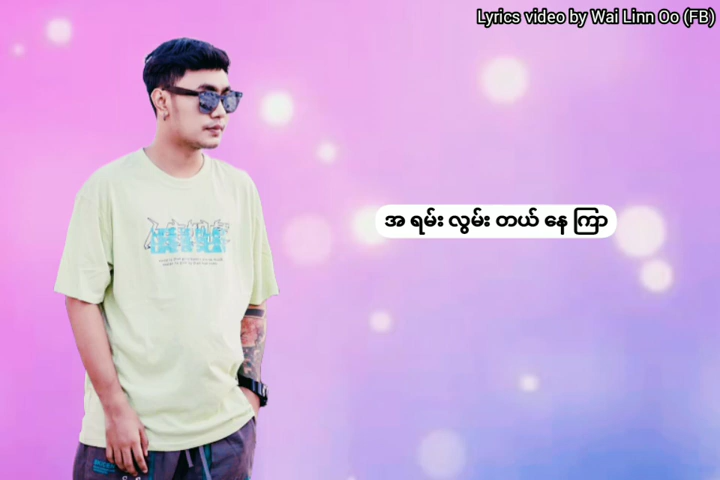 Lyrics video by Wai Linn Oo (FB)
အ ရမ်း လွမ်း တယ် နေ ကြာ